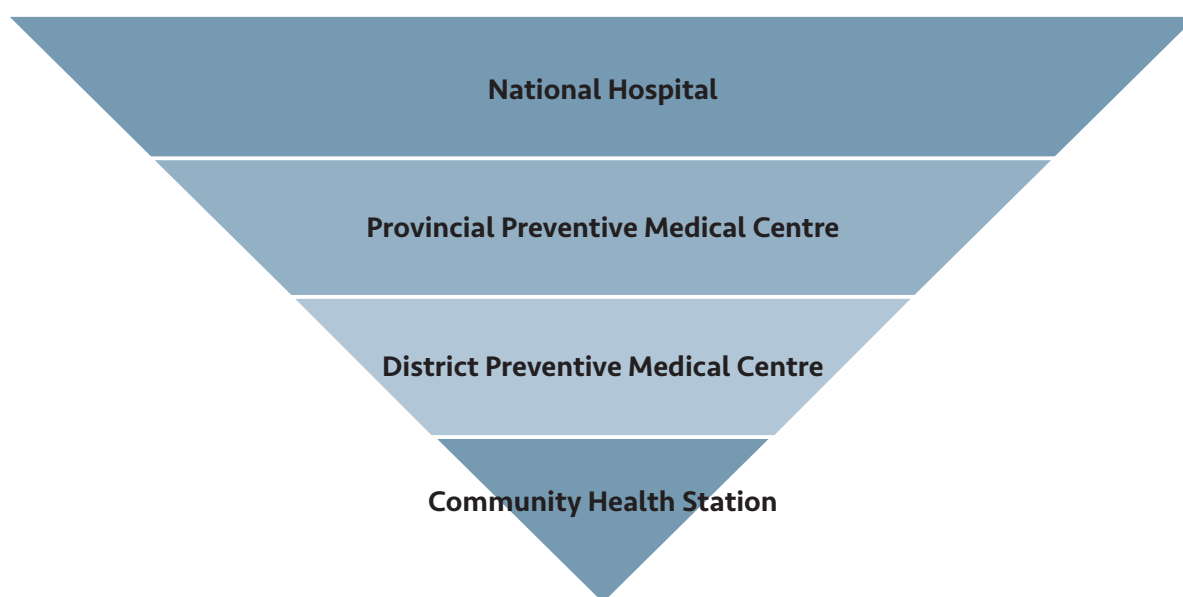 National Hospital
Provincial Preventive Medical Centre
District Preventive Medical Centre
Community Health Station